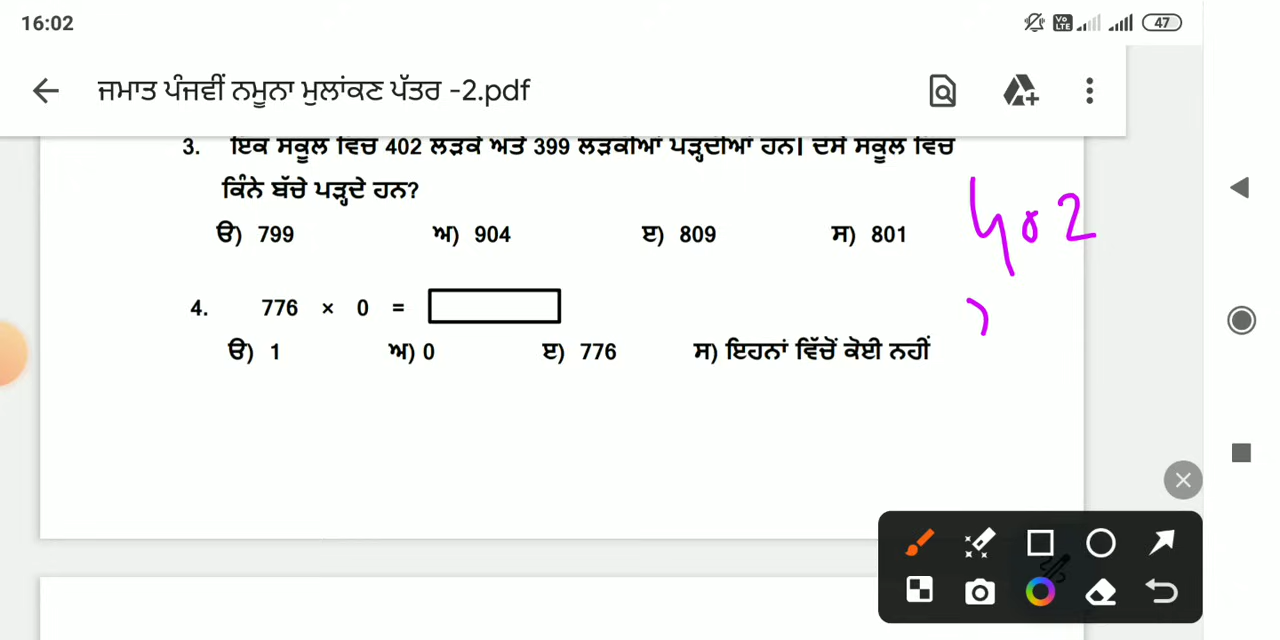 16:02
Vo LTE 47
ਜਮਾਤ ਪੰਜਵੀਂ ਨਮੂਨਾ ਮੁਲਾਂਕਣ ਪੱਤਰ -2.pdf
3. ਇਕ ਸਕੂਲ ਵਿਚ 402 ਲੜਕੇ ਅਤੇ 399 ਲੜਕੀਆਂ ਪੜ੍ਹਦੀਆਂ ਹਨ। ਦੱਸੋ ਸਕੂਲ ਵਿਚ
ਕਿੰਨੇ ਬੱਚੇ ਪੜ੍ਹਦੇ ਹਨ?
ੳ) 799 ਅ) 904 ੲ) 809 ਸ) 801
402
4. 776 × 0 =
ੳ) 1 ਅ) 0 ੲ) 776 ਸ) ਇਹਨਾਂ ਵਿੱਚੋਂ ਕੋਈ ਨਹੀਂ